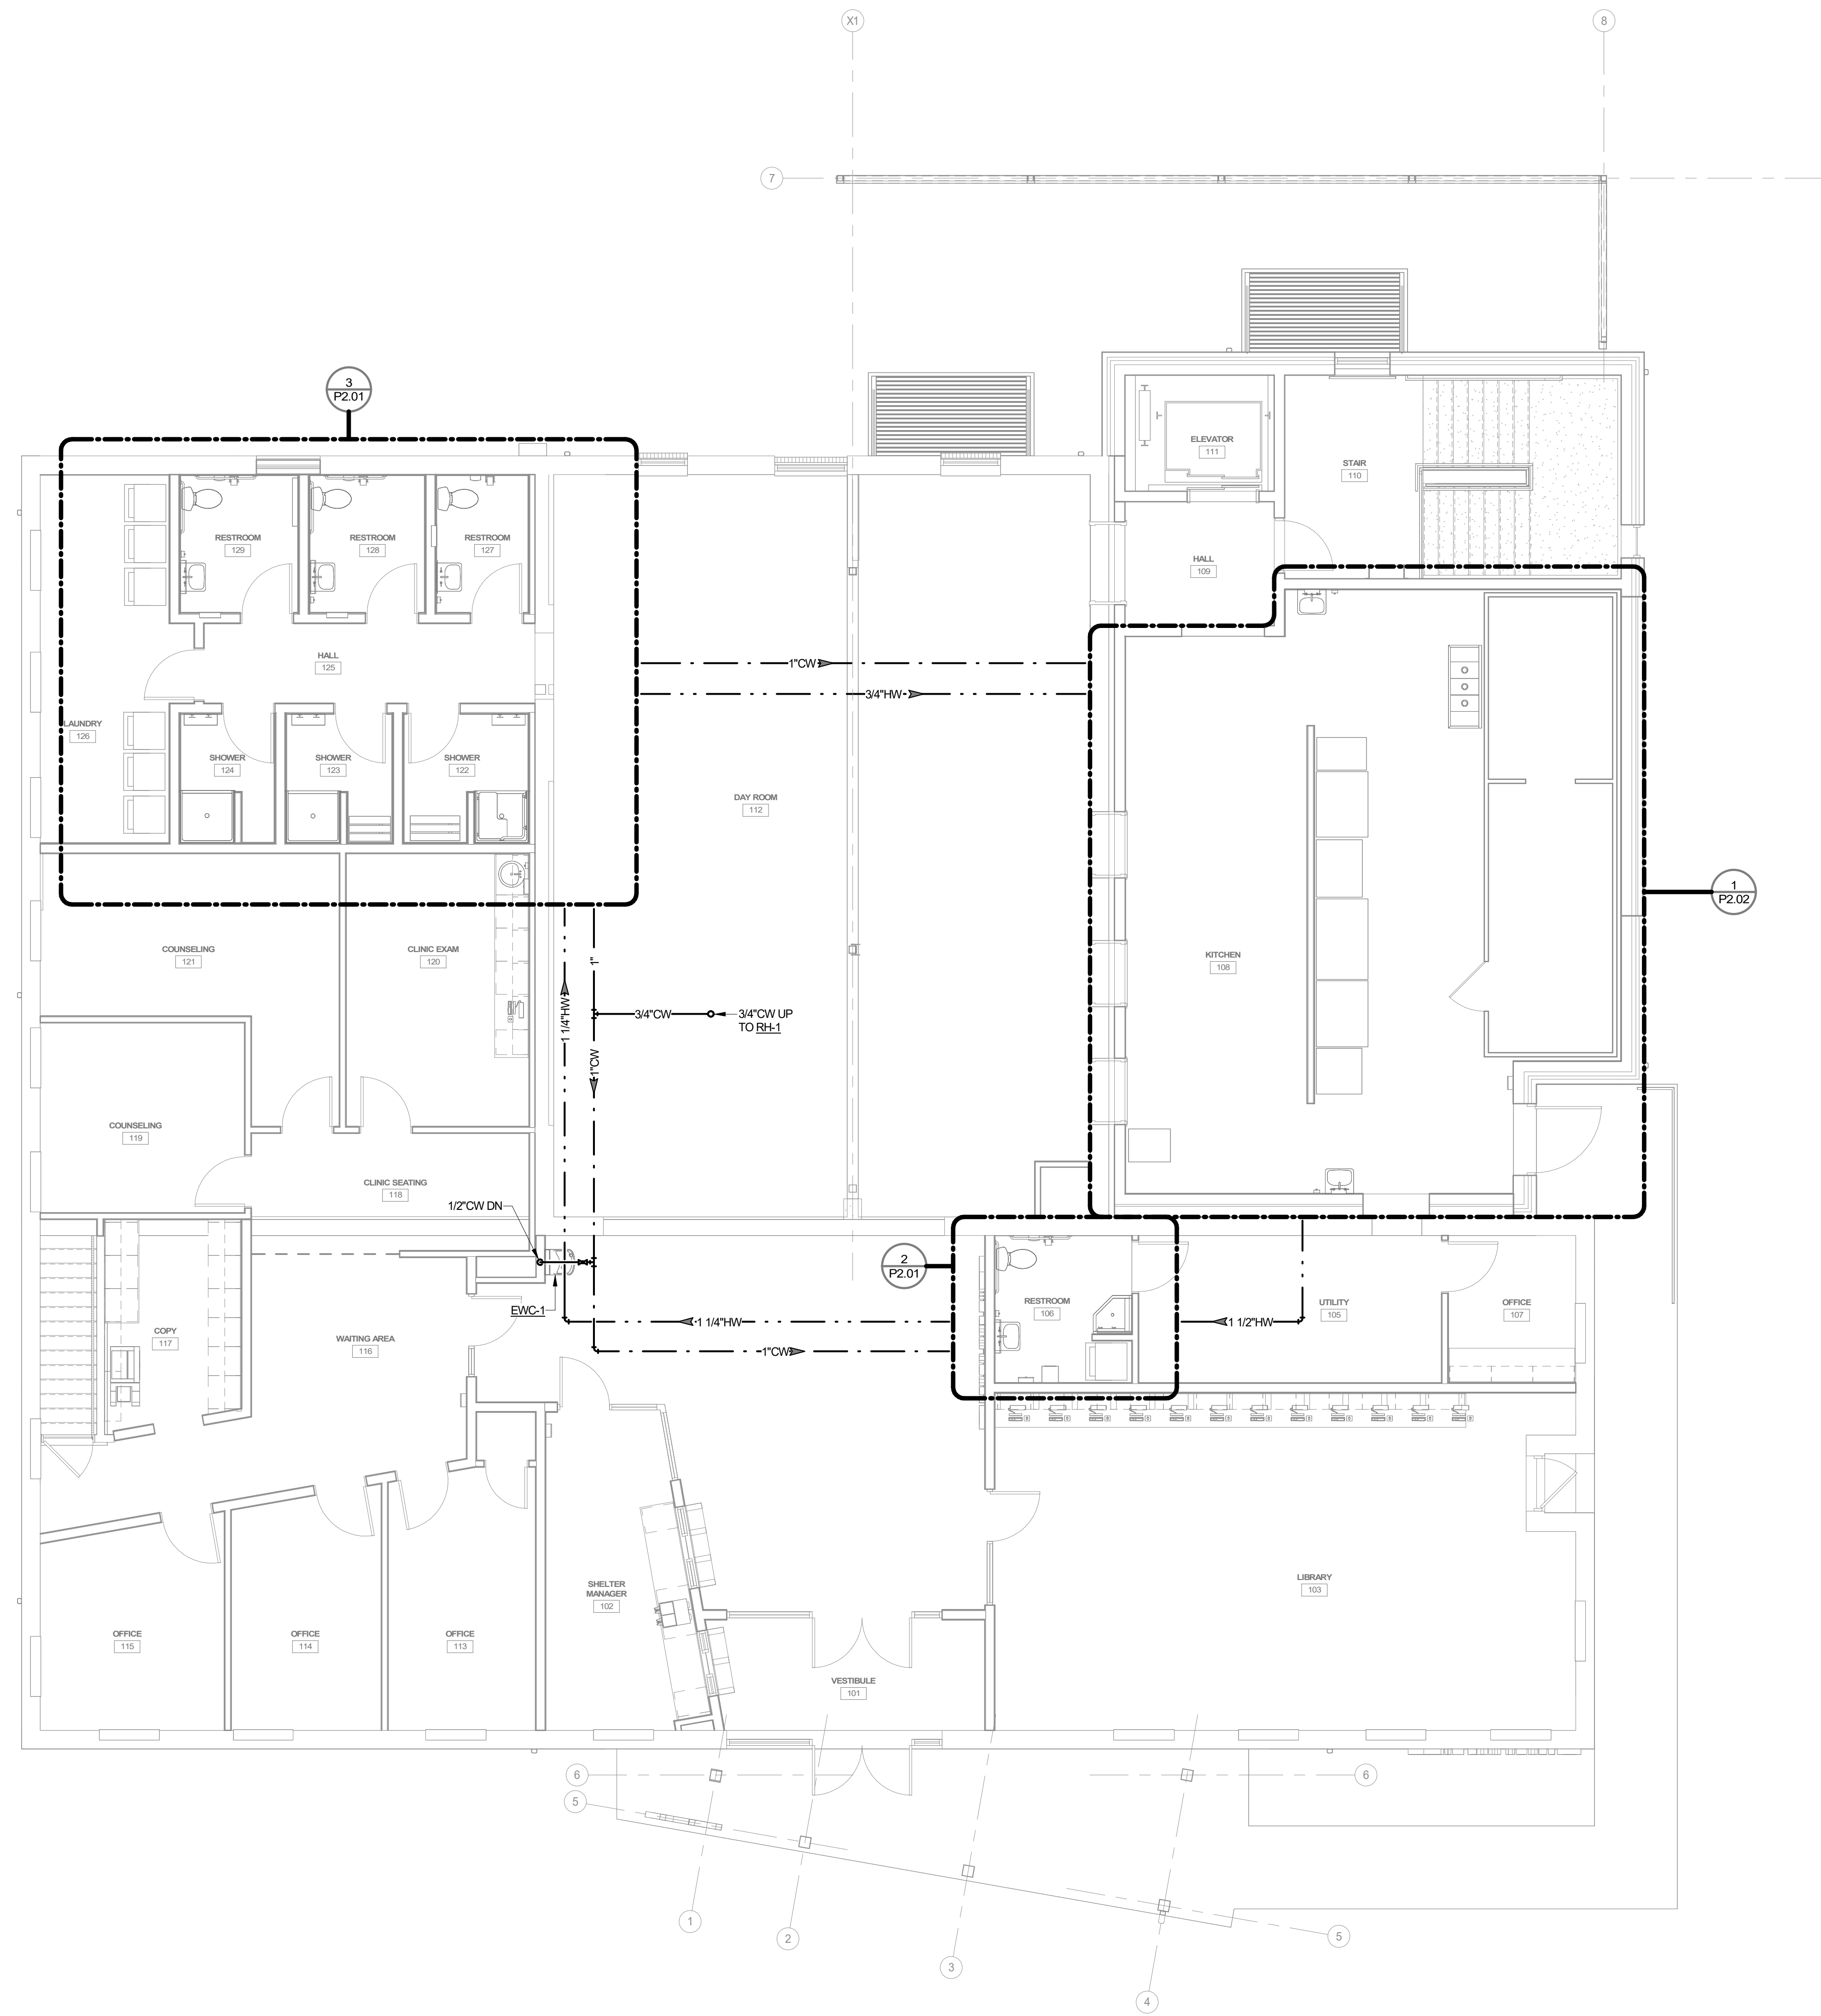 X1
8
7
3
P2.01
ELEVATOR
111
STAIR
110
RESTROOM
129
RESTROOM
128
RESTROOM
127
HALL
109
HALL
125
1"CW
3/4"HW
LAUNDRY
126
SHOWER
124
SHOWER
123
SHOWER
122
DAY ROOM
112
1
P2.02
COUNSELING
121
CLINIC EXAM
120
KITCHEN
108
1"
1 1/4"HW
3/4"CW
3/4"CW UP
TO RH-1
1"CW
COUNSELING
119
CLINIC SEATING
118
1/2"CW DN
2
P2.01
EWC-1
RESTROOM
106
UTILITY
105
OFFICE
107
COPY
117
WAITING AREA
116
1 1/4"HW
1 1/2"HW
1"CW
SHELTER
MANAGER
102
LIBRARY
103
OFFICE
115
OFFICE
114
OFFICE
113
VESTIBULE
101
6
6
5
1
2
5
3
4